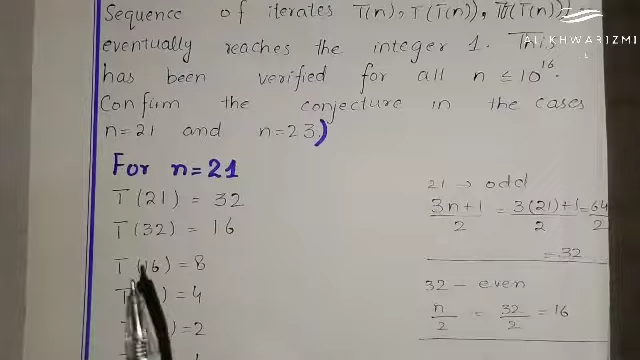 Sequence of iterates T(n), T(T(n)), T(T(T(n)))
eventually reaches the integer 1. This
has been verified for all n ≤ 10^16.
Confirm the conjecture in the cases
n=21 and n=23)
For n=21
T(21) = 32
T(32) = 16
T(16) = 8
T ) = 4
) = 2
21 → odd
3n+1/2 = 3(21)+1/2 = 64/2
= 32
32 - even
n/2 = 32/2 = 16
AL KHWARIZMI